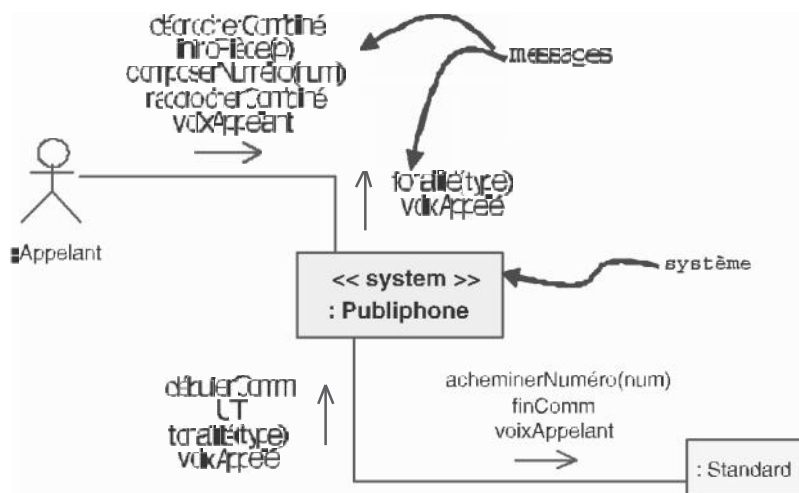 décrocherCombiné
introPièce(p)
composerNuméro(num)
raccrocherCombiné
voixAppelant
messages
tonalité(type)
voixAppelé
:Appelant
<< system >>
: Publiphone
système
débuterComm
UT
tonalité(type)
voixAppelé
acheminerNuméro(num)
finComm
voixAppelant
: Standard